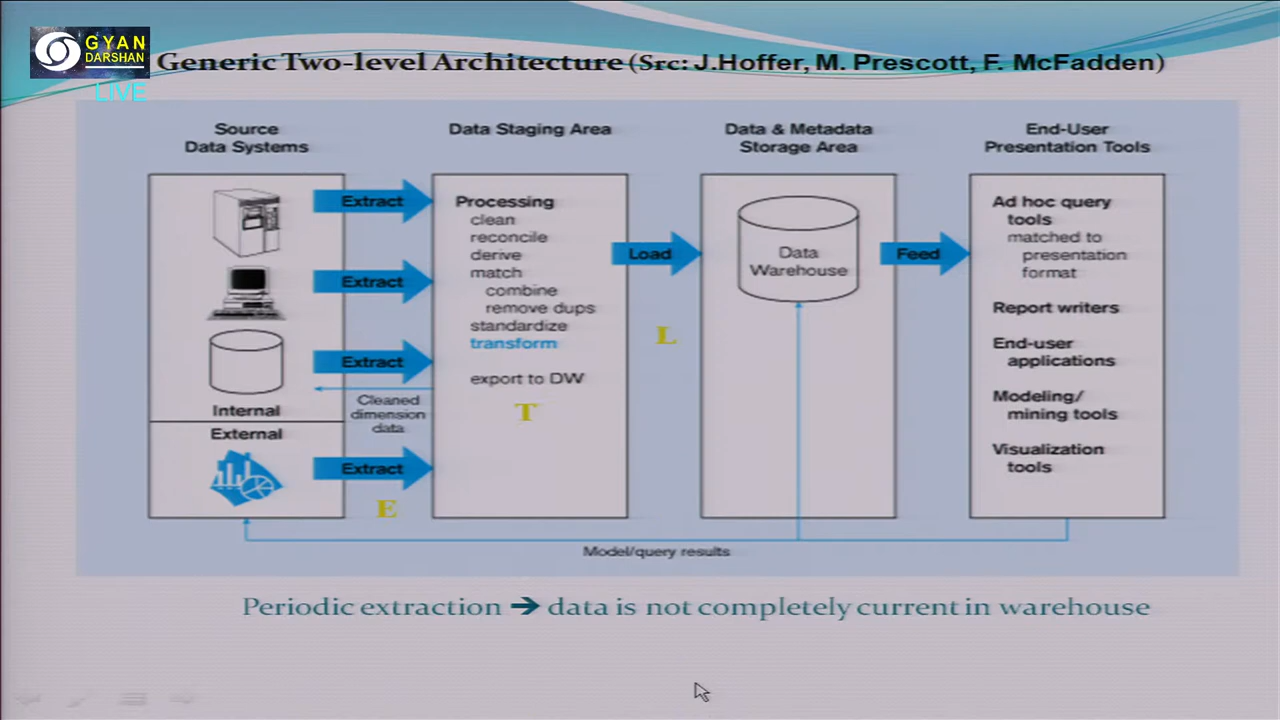 GYAN
DARSHAN
LIVE
Generic Two-level Architecture (Src: J.Hoffer, M. Prescott, F. McFadden)
Source
Data Systems
Data Staging Area
Data & Metadata
Storage Area
End-User
Presentation Tools
Extract
Extract
Extract
Cleaned
dimension
data
Internal
External
Extract
E
Processing
clean
reconcile
derive
match
combine
remove dups
standardize
transform
export to DW
T
Load
L
Data
Warehouse
Feed
Ad hoc query
tools
matched to
presentation
format
Report writers
End-user
applications
Modeling/
mining tools
Visualization
tools
Model/query results
Periodic extraction ➔ data is not completely current in warehouse